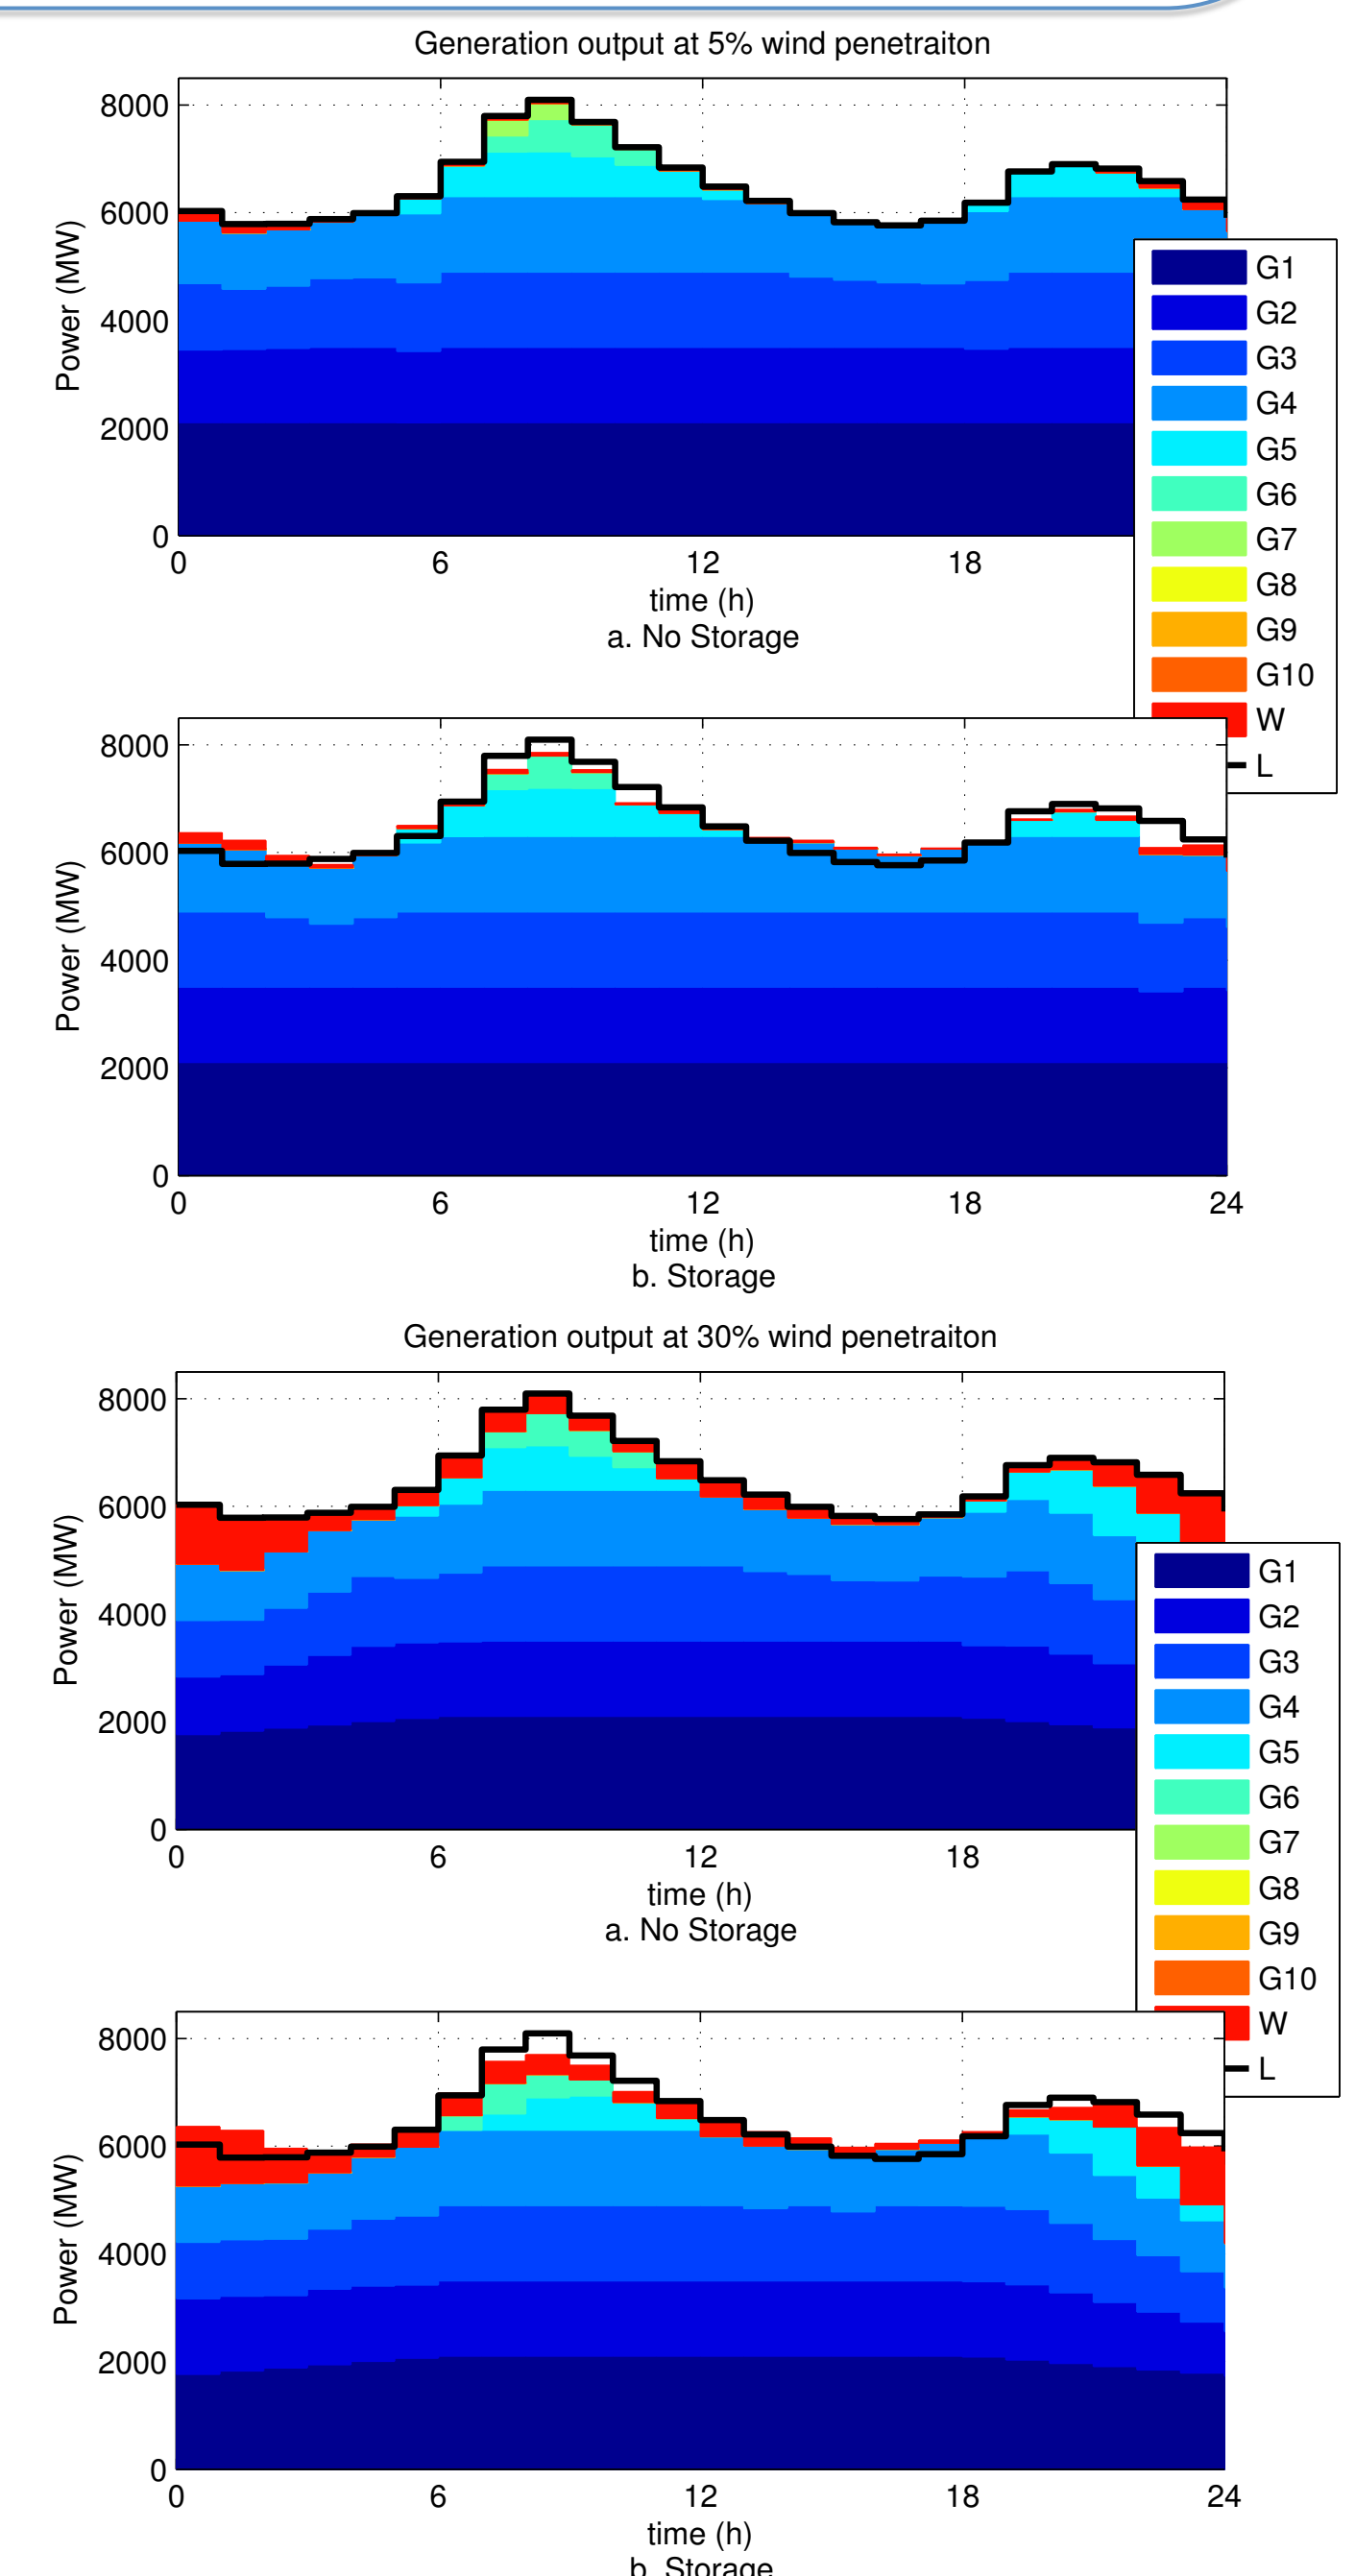 Generation output at 5% wind penetraiton
8000
6000
4000
2000
0
Power (MW)
0 6 12 18
time (h)
a. No Storage
G1
G2
G3
G4
G5
G6
G7
G8
G9
G10
W
L
8000
6000
4000
2000
0
Power (MW)
0 6 12 18 24
time (h)
b. Storage
Generation output at 30% wind penetraiton
8000
6000
4000
2000
0
Power (MW)
0 6 12 18
time (h)
a. No Storage
G1
G2
G3
G4
G5
G6
G7
G8
G9
G10
W
L
8000
6000
4000
2000
0
Power (MW)
0 6 12 18 24
time (h)
b. Storage